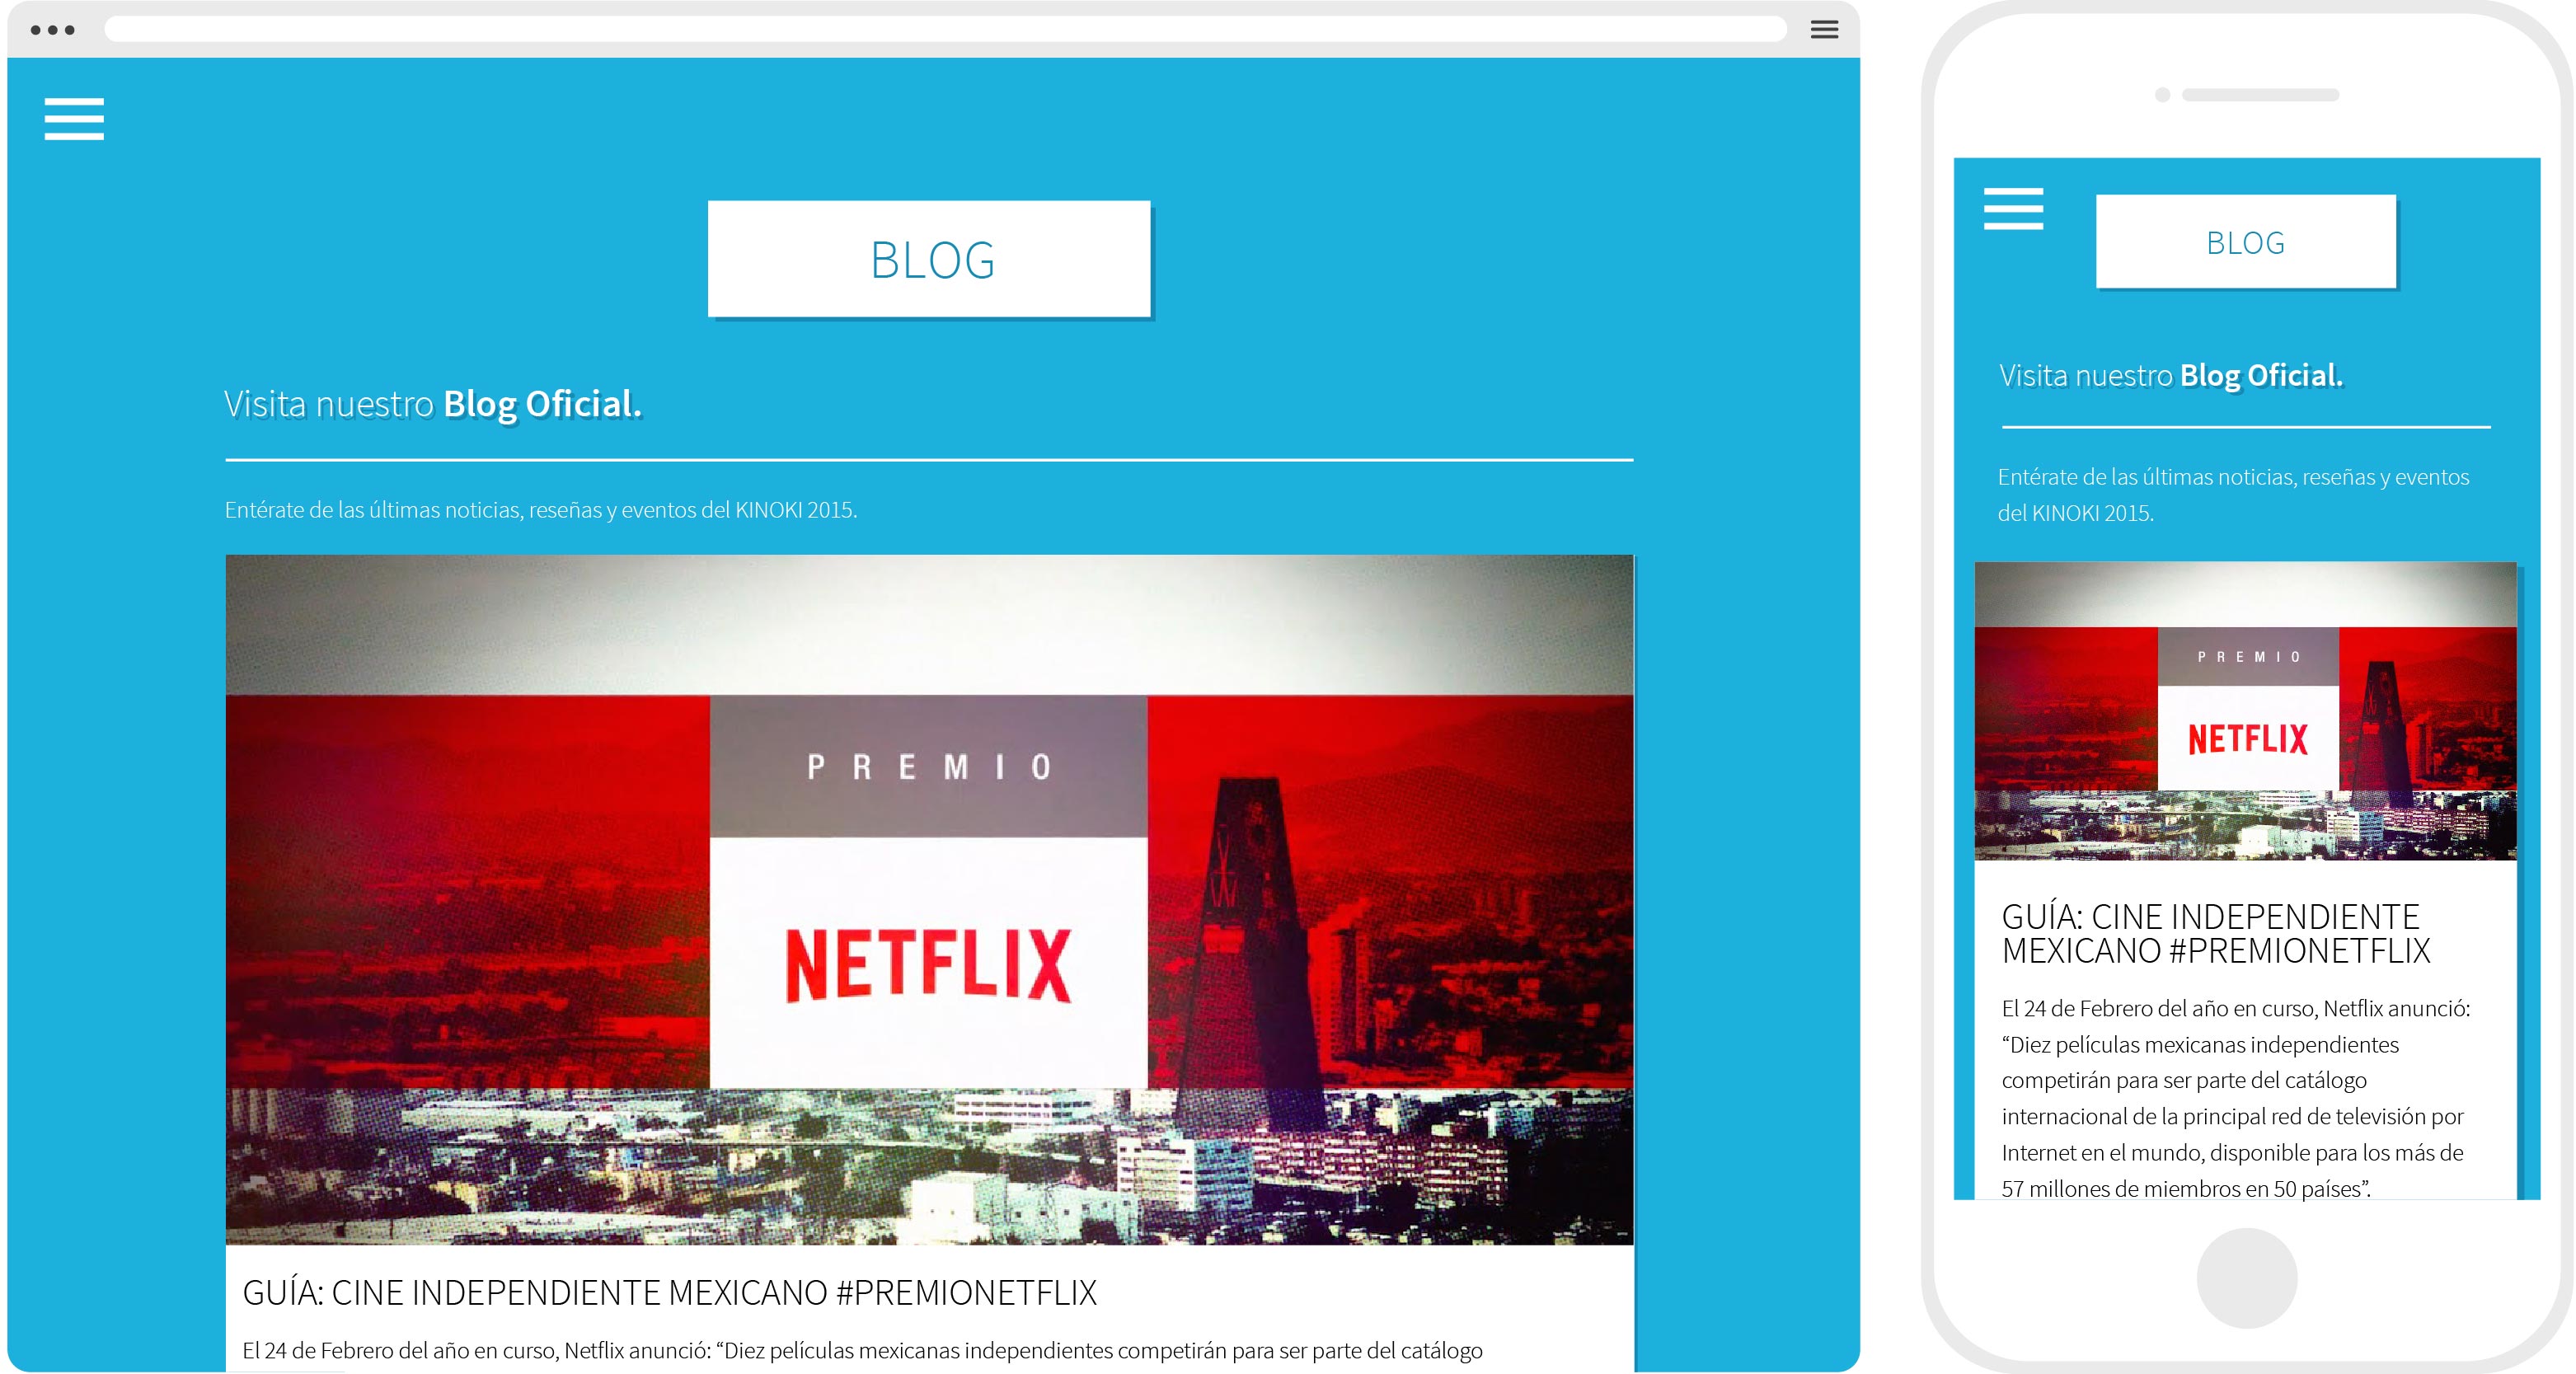 BLOG
Visita nuestro Blog Oficial.
Entérate de las últimas noticias, reseñas y eventos del KINOKI 2015.
PREMIO
NETFLIX
GUÍA: CINE INDEPENDIENTE MEXICANO #PREMIONETFLIX
El 24 de Febrero del año en curso, Netflix anunció: “Diez películas mexicanas independientes competirán para ser parte del catálogo
BLOG
Visita nuestro Blog Oficial.
Entérate de las últimas noticias, reseñas y eventos
del KINOKI 2015.
PREMIO
NETFLIX
GUÍA: CINE INDEPENDIENTE
MEXICANO #PREMIONETFLIX
El 24 de Febrero del año en curso, Netflix anunció:
“Diez películas mexicanas independientes
competirán para ser parte del catálogo
internacional de la principal red de televisión por
Internet en el mundo, disponible para los más de
57 millones de miembros en 50 países”.